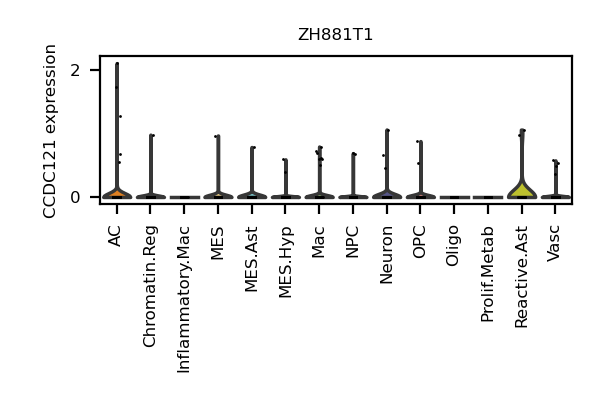 ZH881T1
CCDC121 expression
2
0
AC
Chromatin.Reg
Inflammatory.Mac
MES
MES.Ast
MES.Hyp
Mac
NPC
Neuron
OPC
Oligo
Prolif.Metab
Reactive.Ast
Vasc